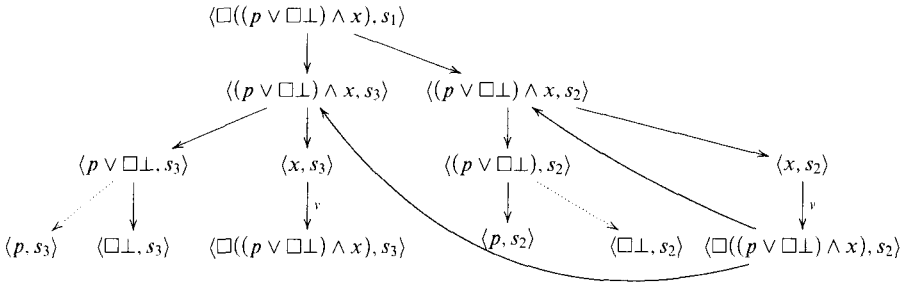 ⟨□((p ∨ □⊥) ∧ x), s₁⟩
⟨(p ∨ □⊥) ∧ x, s₃⟩ ⟨(p ∨ □⊥) ∧ x, s₂⟩
⟨p ∨ □⊥, s₃⟩ ⟨x, s₃⟩ ⟨(p ∨ □⊥), s₂⟩ ⟨x, s₂⟩
ν ν
⟨p, s₃⟩ ⟨□⊥, s₃⟩ ⟨□((p ∨ □⊥) ∧ x), s₃⟩ ⟨p, s₂⟩ ⟨□⊥, s₂⟩ ⟨□((p ∨ □⊥) ∧ x), s₂⟩